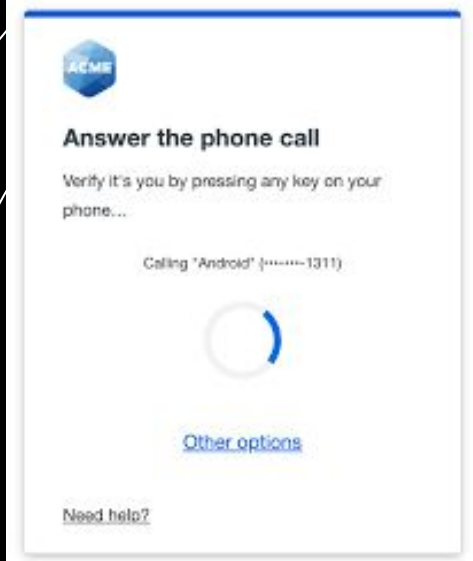 ACME
Answer the phone call
Verify it's you by pressing any key on your
phone...
Calling "Android" (••••••••1311)
Other options
Need help?